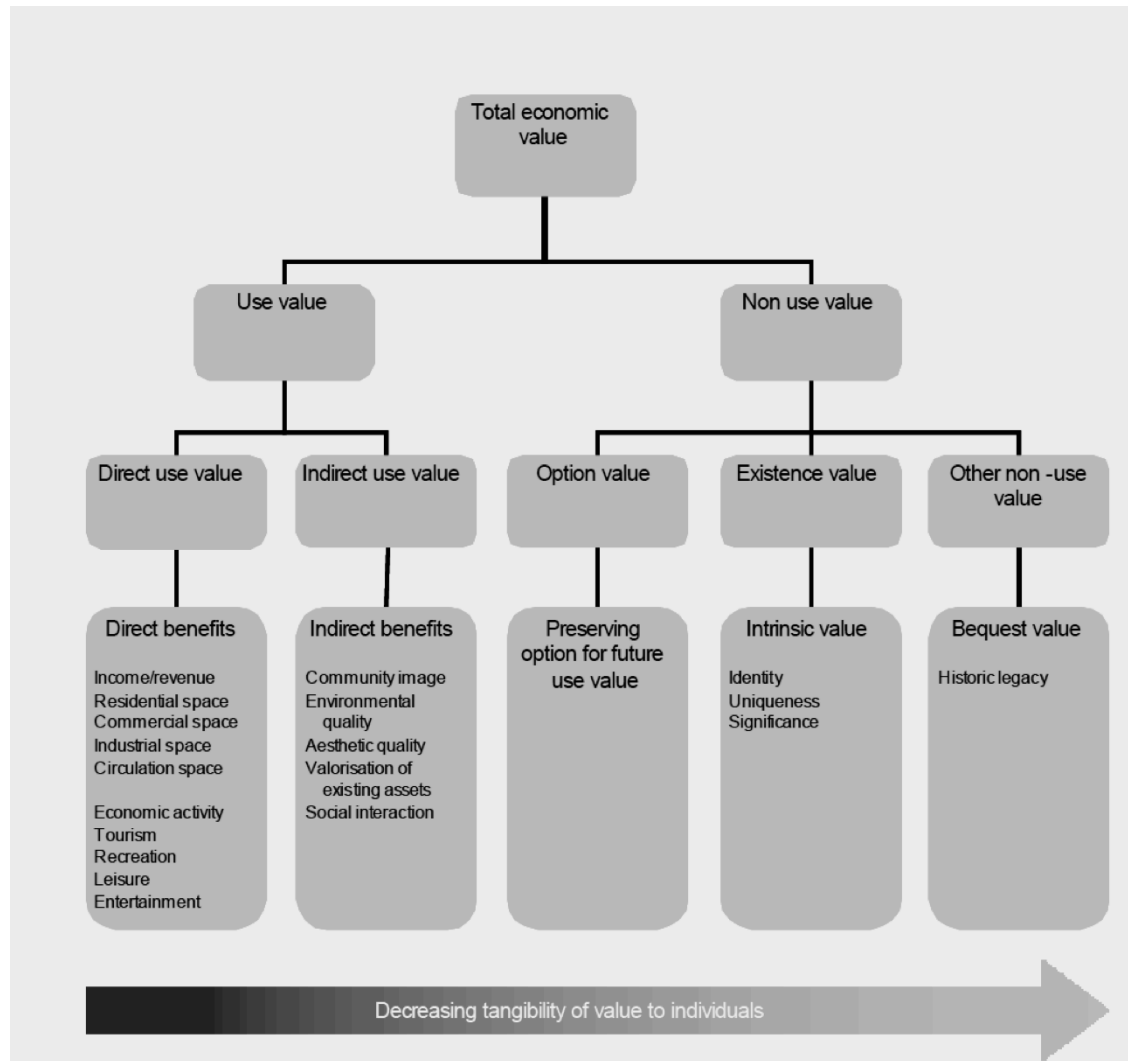 Total economic
value
Use value
Non use value
Direct use value
Indirect use value
Option value
Existence value
Other non -use
value
Direct benefits
Income/revenue
Residential space
Commercial space
Industrial space
Circulation space
Economic activity
Tourism
Recreation
Leisure
Entertainment
Indirect benefits
Community image
Environmental
quality
Aesthetic quality
Valorisation of
existing assets
Social interaction
Preserving
option for future
use value
Intrinsic value
Identity
Uniqueness
Significance
Bequest value
Historic legacy
Decreasing tangibility of value to individuals